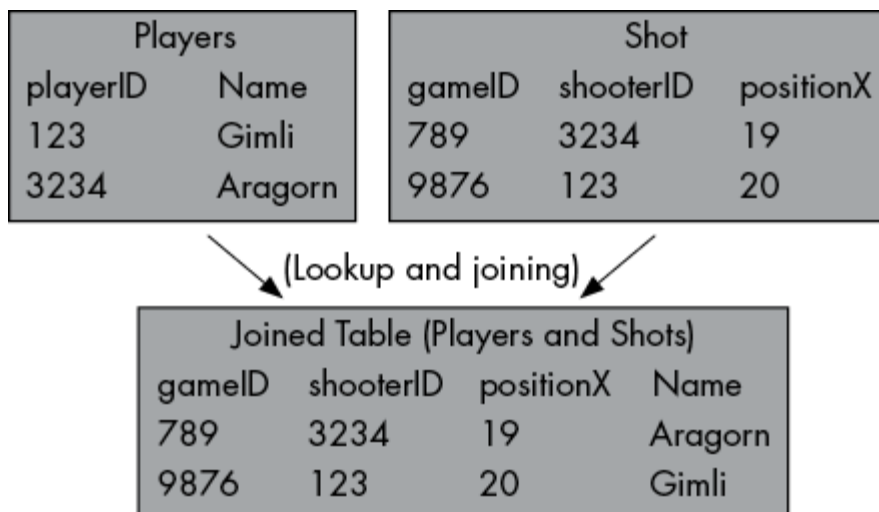 Players
playerID Name
123 Gimli
3234 Aragorn
Shot
gameID shooterID positionX
789 3234 19
9876 123 20
(Lookup and joining)
Joined Table (Players and Shots)
gameID shooterID positionX Name
789 3234 19 Aragorn
9876 123 20 Gimli